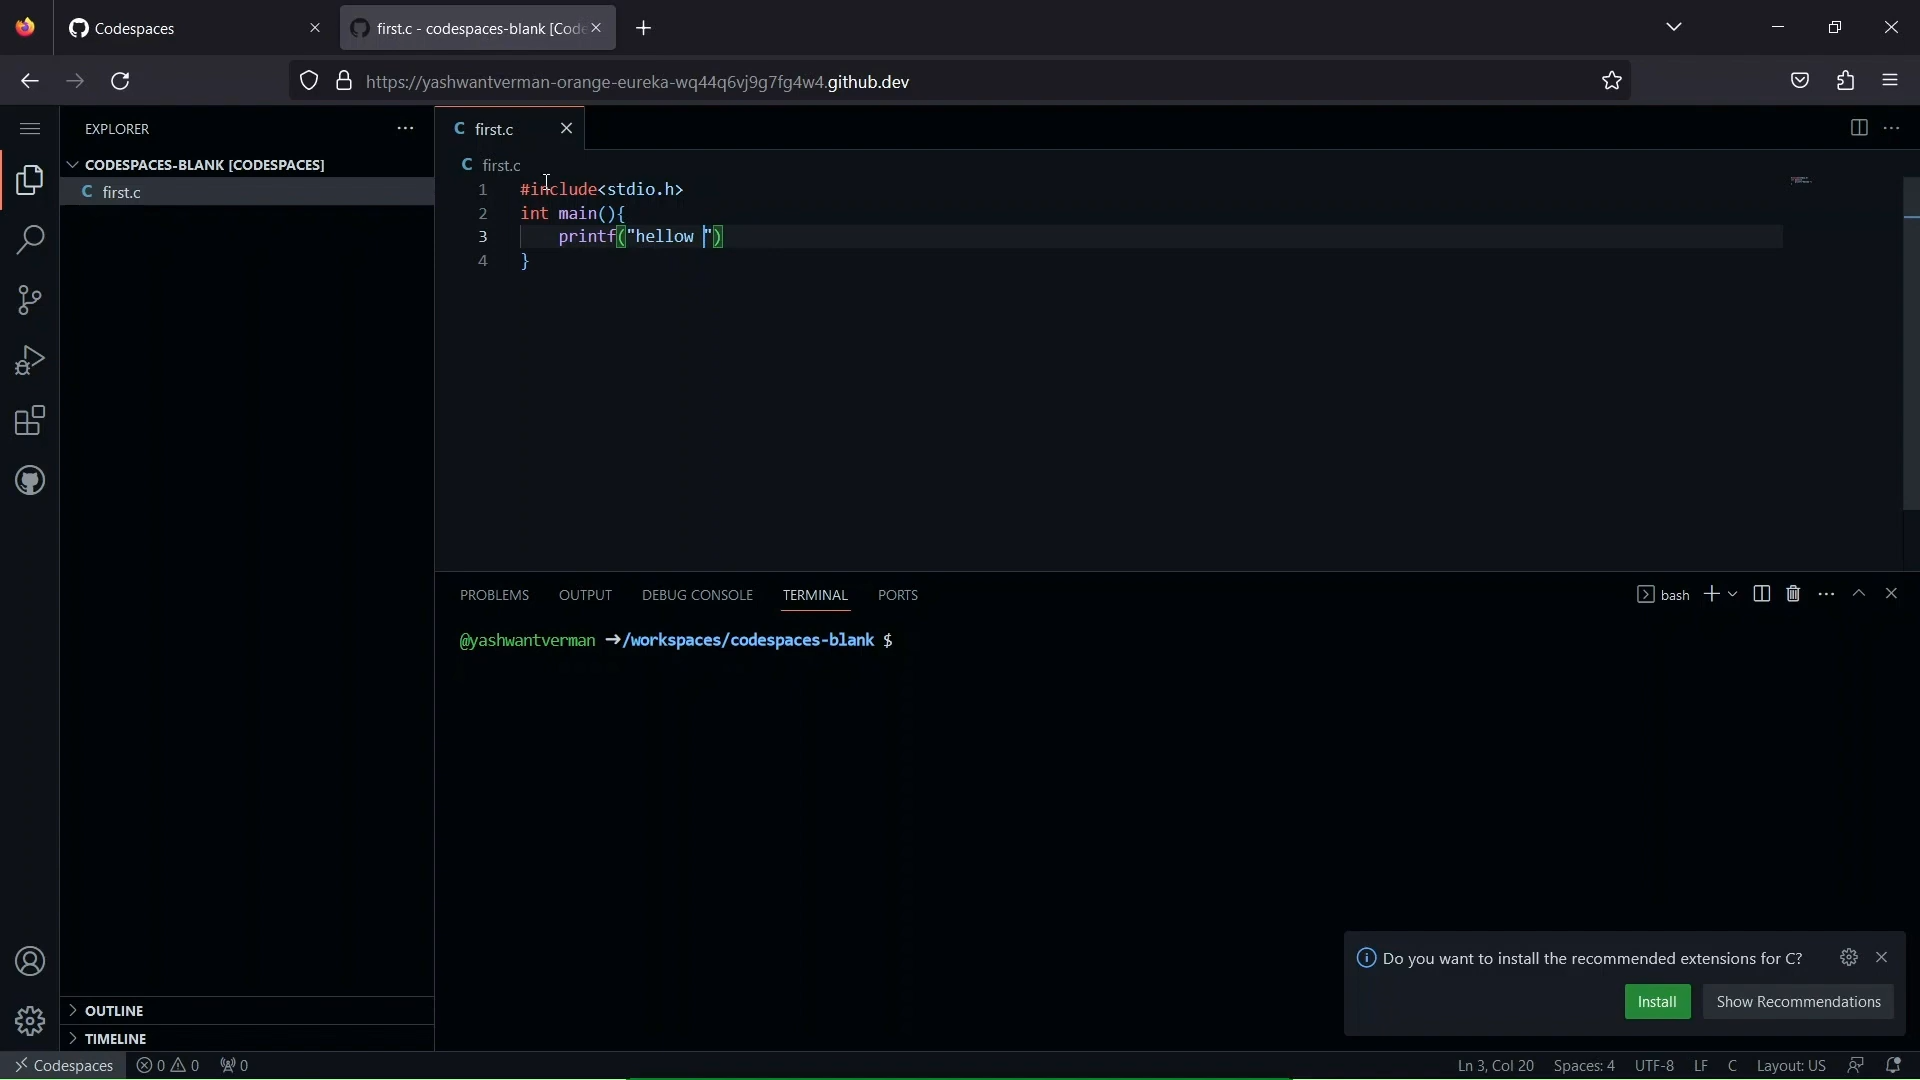 Codespaces
first.c - codespaces-blank [Code
https://yashwantverman-orange-eureka-wq44q6vj9g7fg4w4.github.dev
EXPLORER
CODESPACES-BLANK [CODESPACES]
C first.c
C first.c
C first.c
1 #include<stdio.h>
2 int main(){
3 printf("hellow ")
4 }
PROBLEMS OUTPUT DEBUG CONSOLE TERMINAL PORTS
bash
@yashwantverman ➜/workspaces/codespaces-blank $
Do you want to install the recommended extensions for C?
Install Show Recommendations
OUTLINE
TIMELINE
Codespaces 0 0 0 Ln 3, Col 20 Spaces: 4 UTF-8 LF C Layout: US